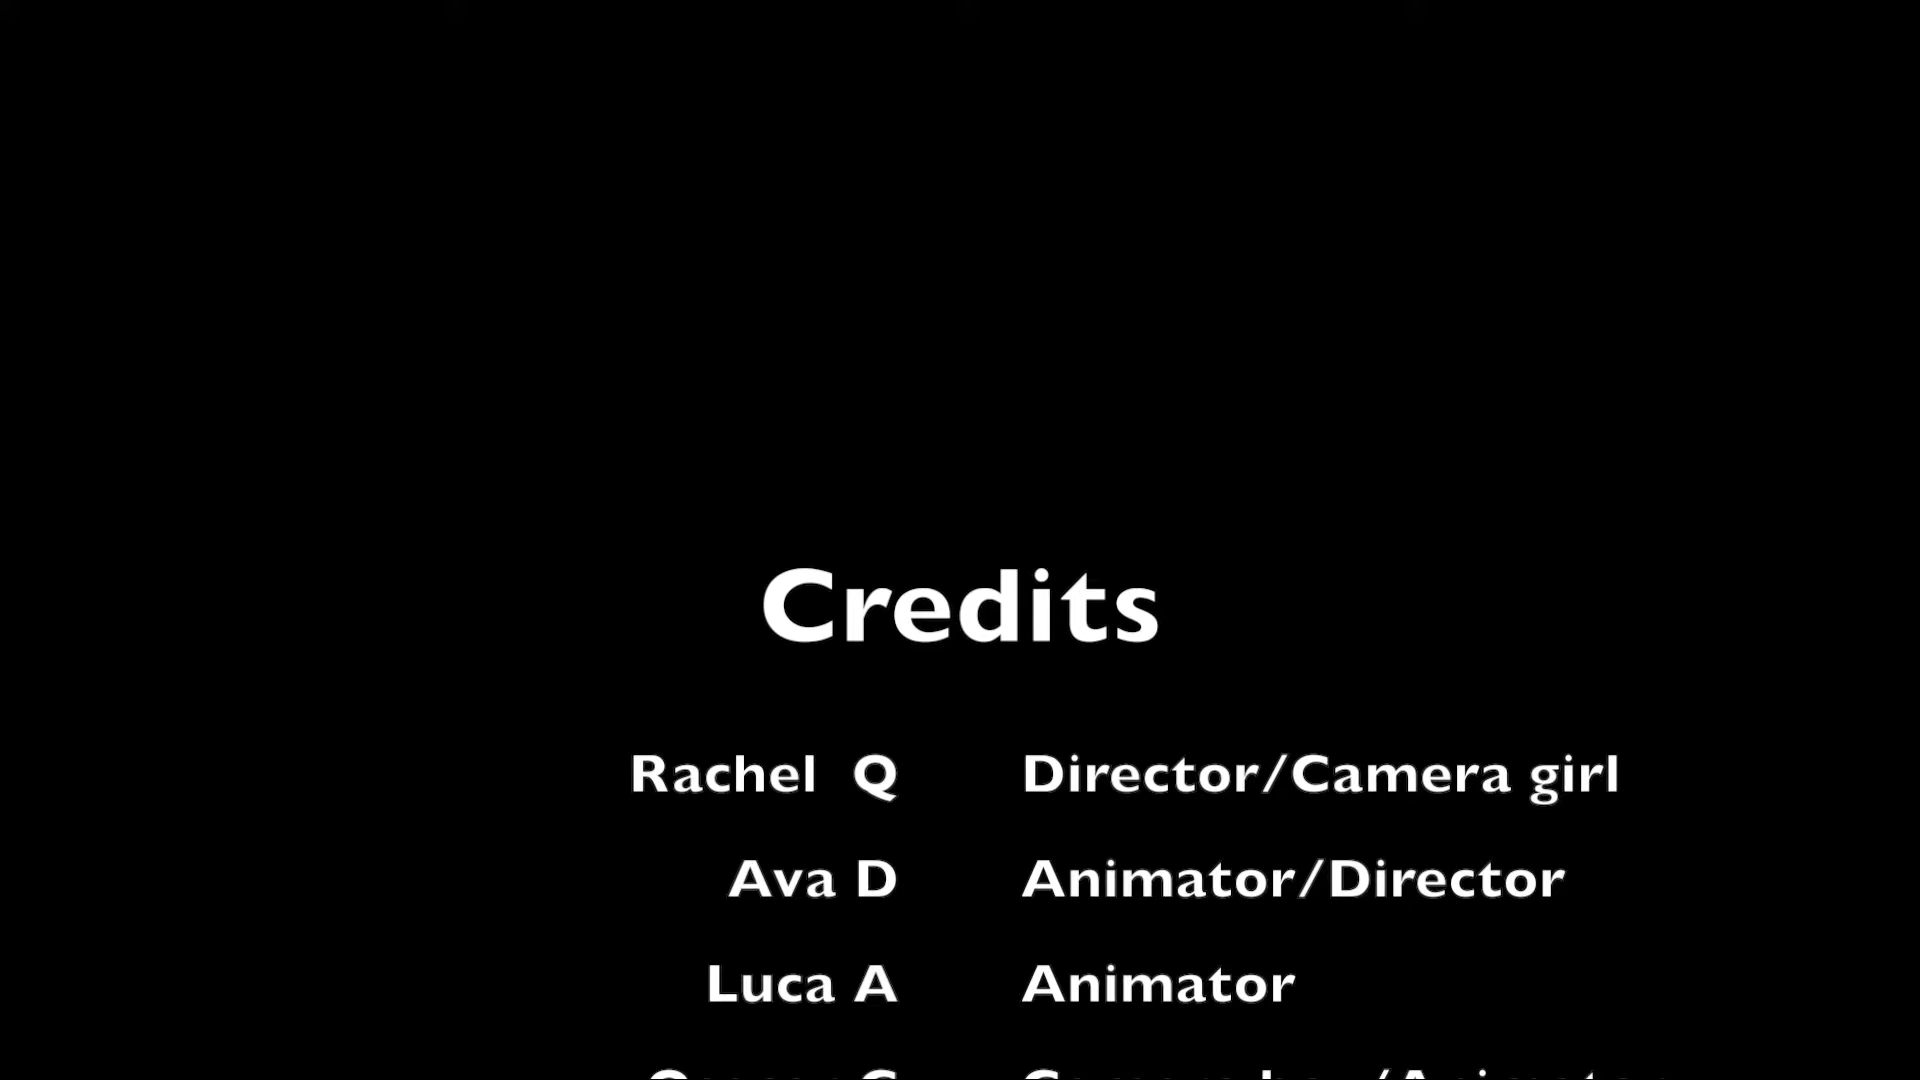 Credits
Rachel  Q Director/Camera girl
Ava D Animator/Director
Luca A Animator